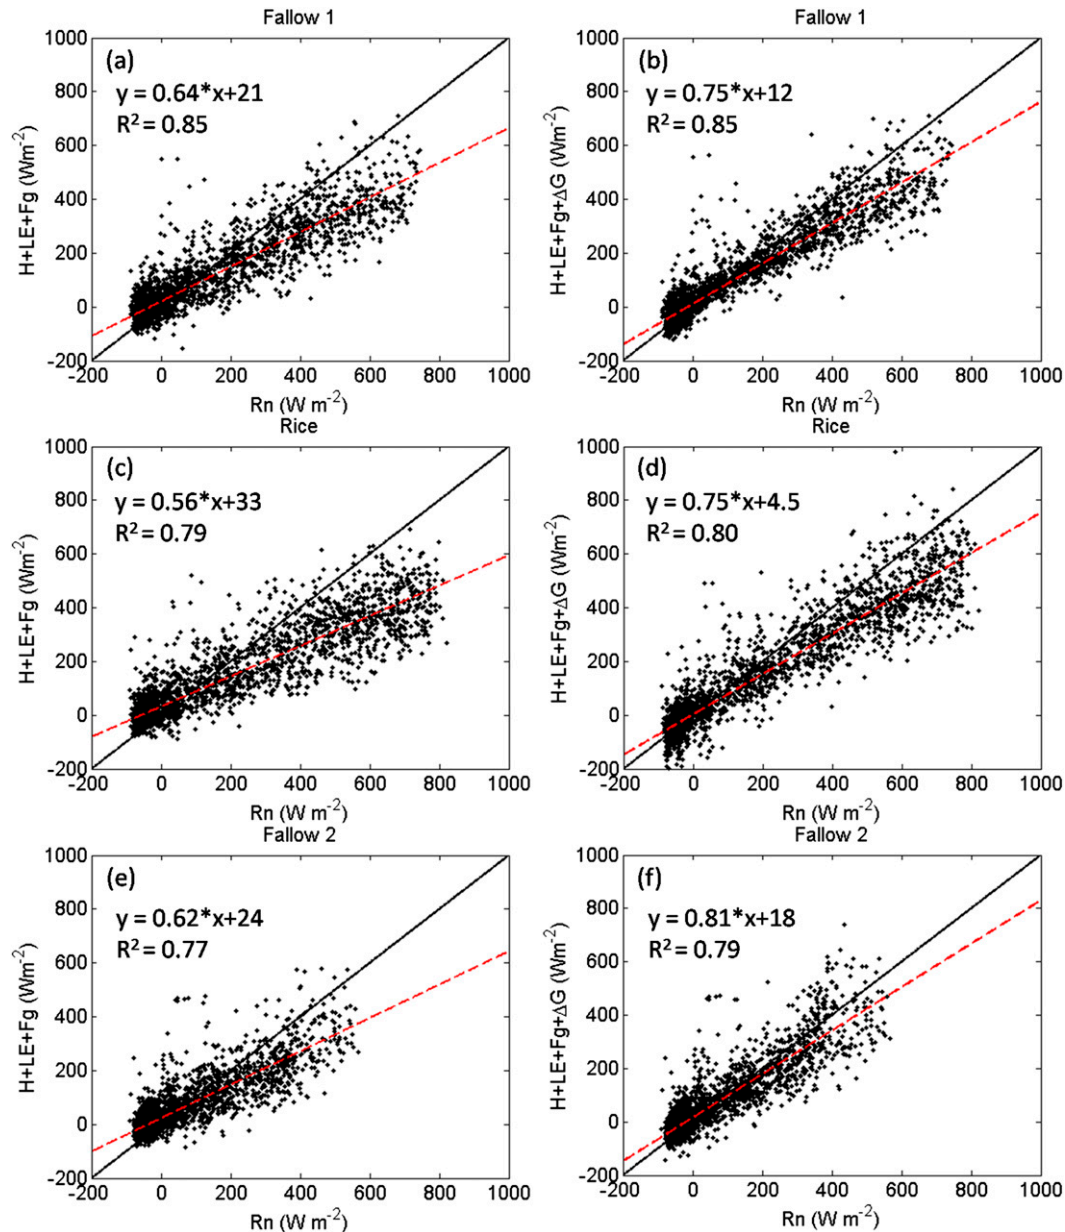 Fallow 1
(a)
y = 0.64*x+21
R² = 0.85
H+LE+Fg (Wm⁻²)
1000
800
600
400
200
0
-200
-200 0 200 400 600 800 1000
Rn (W m⁻²)
Fallow 1
(b)
y = 0.75*x+12
R² = 0.85
H+LE+Fg+ΔG (Wm⁻²)
1000
800
600
400
200
0
-200
-200 0 200 400 600 800 1000
Rn (W m⁻²)
Rice
(c)
y = 0.56*x+33
R² = 0.79
H+LE+Fg (Wm⁻²)
1000
800
600
400
200
0
-200
-200 0 200 400 600 800 1000
Rn (W m⁻²)
Rice
(d)
y = 0.75*x+4.5
R² = 0.80
H+LE+Fg+ΔG (Wm⁻²)
1000
800
600
400
200
0
-200
-200 0 200 400 600 800 1000
Rn (W m⁻²)
Fallow 2
(e)
y = 0.62*x+24
R² = 0.77
H+LE+Fg (Wm⁻²)
1000
800
600
400
200
0
-200
-200 0 200 400 600 800 1000
Rn (W m⁻²)
Fallow 2
(f)
y = 0.81*x+18
R² = 0.79
H+LE+Fg+ΔG (Wm⁻²)
1000
800
600
400
200
0
-200
-200 0 200 400 600 800 1000
Rn (W m⁻²)